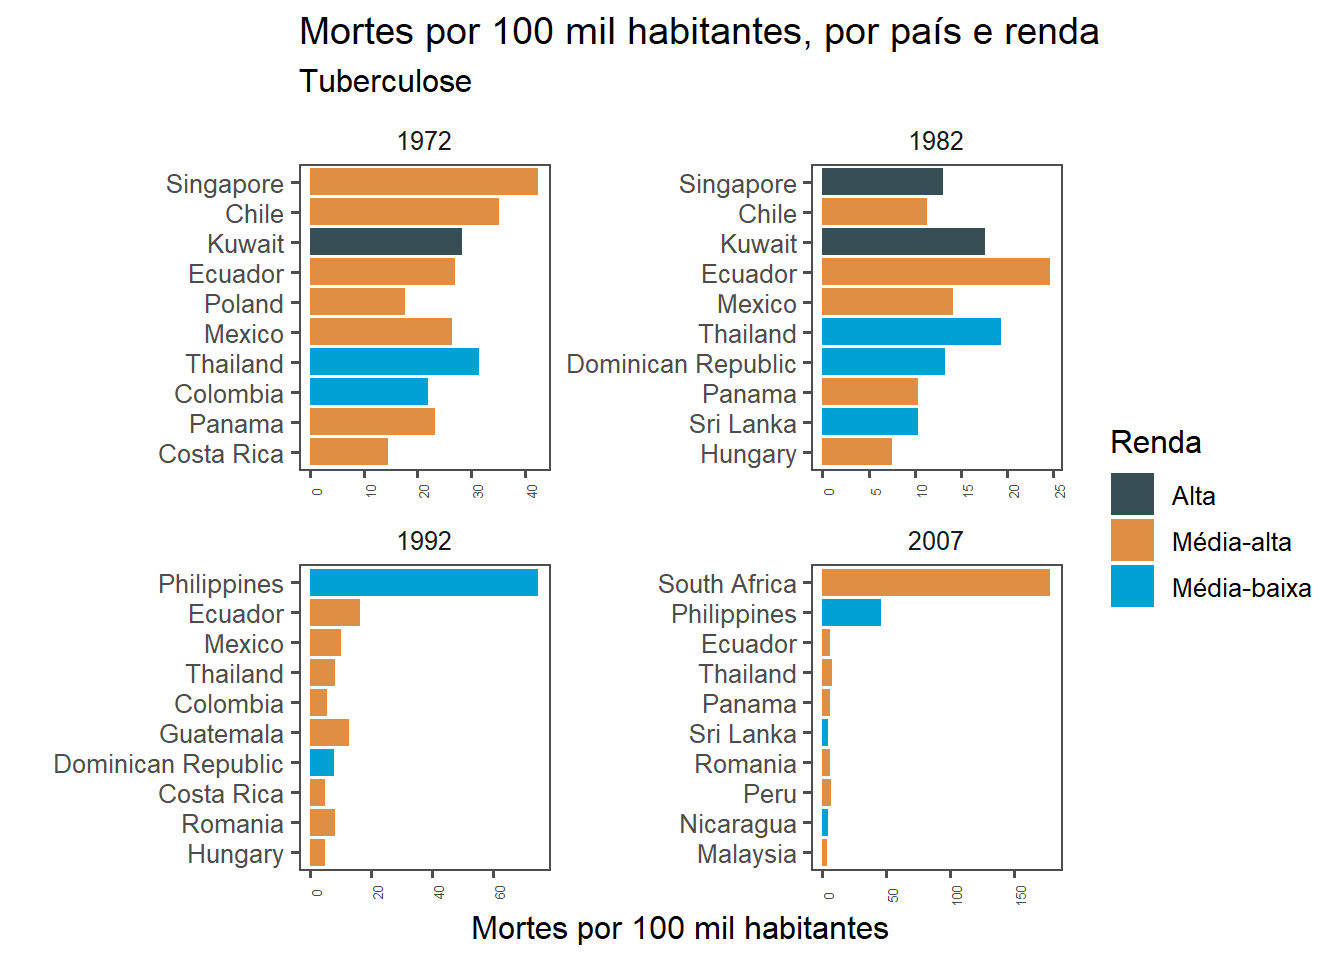 Mortes por 100 mil habitantes, por país e renda
Tuberculose
1972
Singapore
Chile
Kuwait
Ecuador
Poland
Mexico
Thailand
Colombia
Panama
Costa Rica
0 10 20 30 40
1982
Singapore
Chile
Kuwait
Ecuador
Mexico
Thailand
Dominican Republic
Panama
Sri Lanka
Hungary
0 5 10 15 20 25
1992
Philippines
Ecuador
Mexico
Thailand
Colombia
Guatemala
Dominican Republic
Costa Rica
Romania
Hungary
0 20 40 60
2007
South Africa
Philippines
Ecuador
Thailand
Panama
Sri Lanka
Romania
Peru
Nicaragua
Malaysia
0 50 100 150
Mortes por 100 mil habitantes
Renda
Alta
Média-alta
Média-baixa